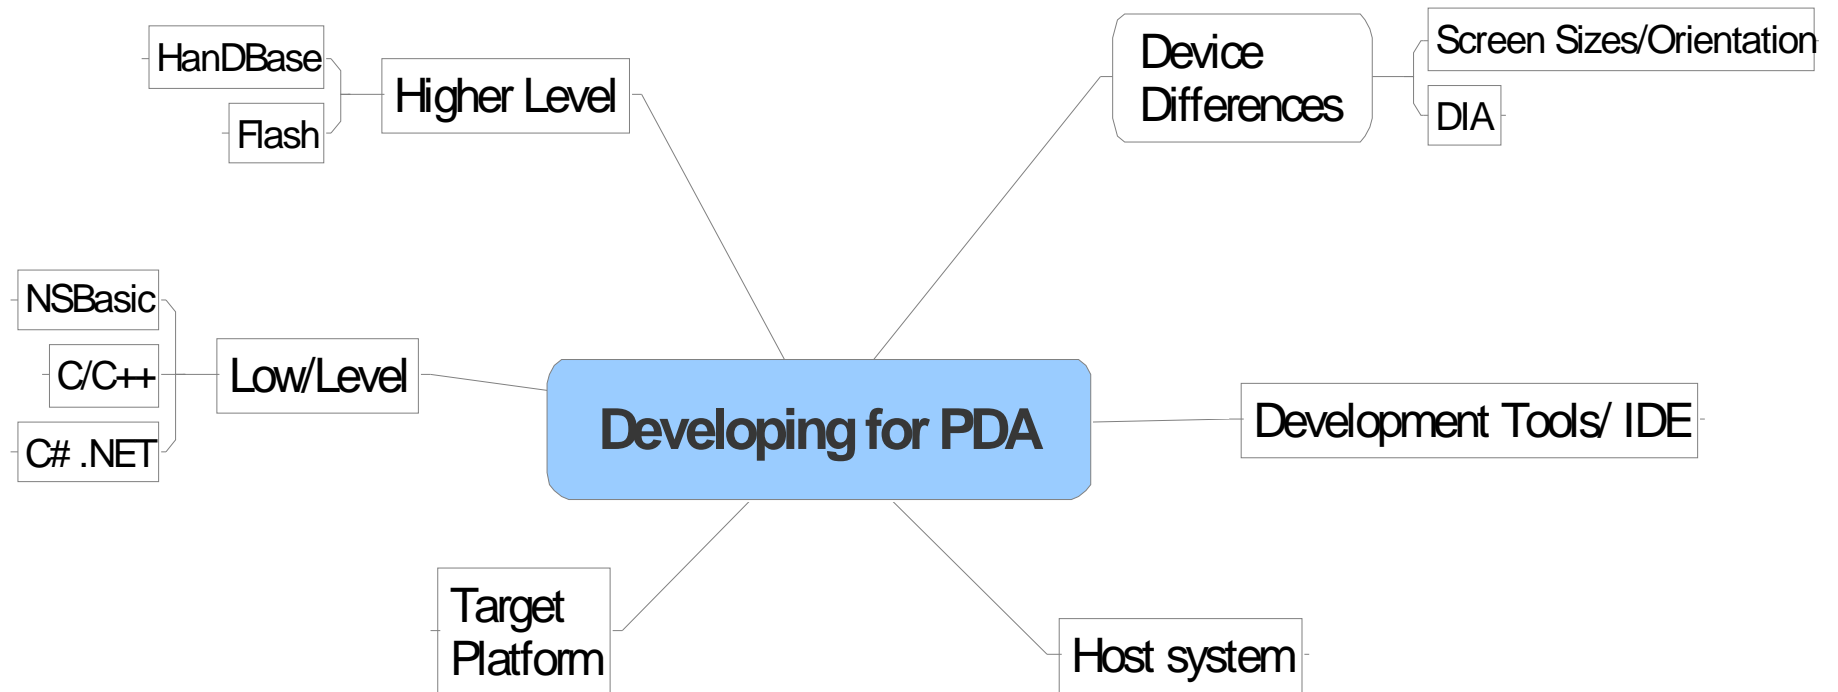 HanDBase
Higher Level
Flash
Device
Differences
Screen Sizes/Orientation
DIA
NSBasic
C/C++
C# .NET
Low/Level
Developing for PDA
Development Tools/ IDE
Target
Platform
Host system